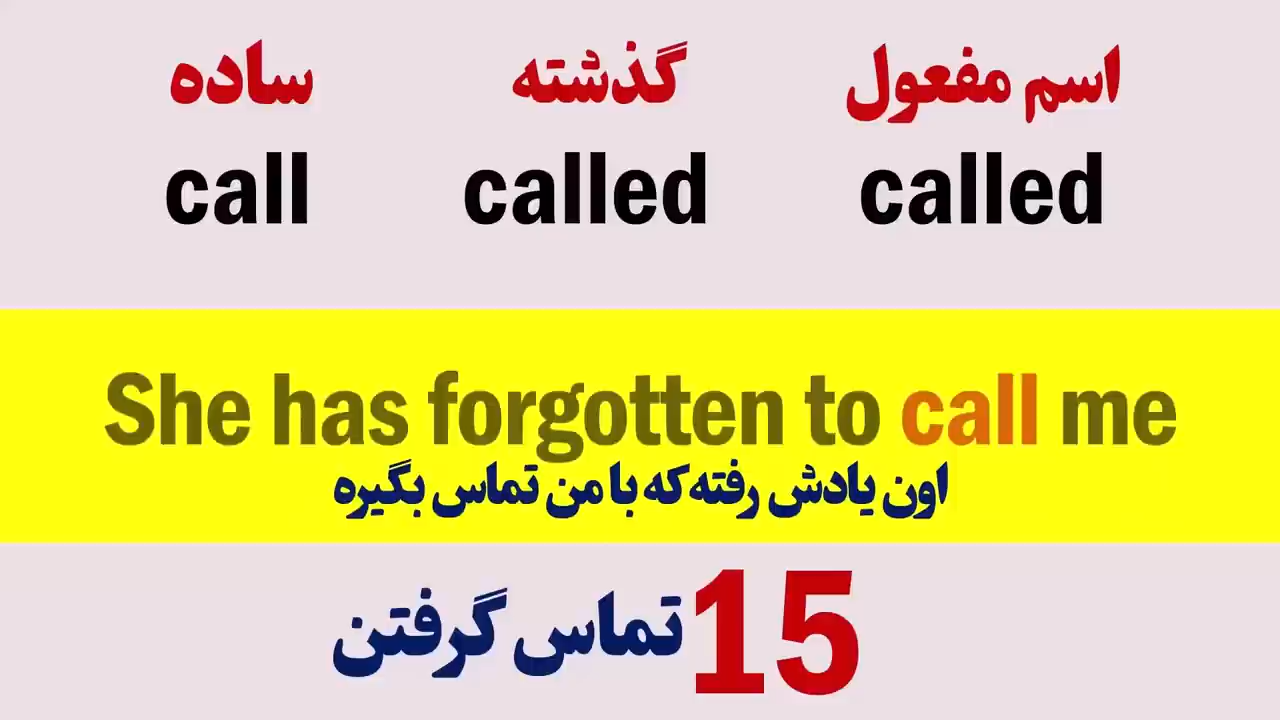 ساده گذشته اسم مفعول
call called called
She has forgotten to call me
اون یادش رفته که با من تماس بگیره
15 تماس گرفتن